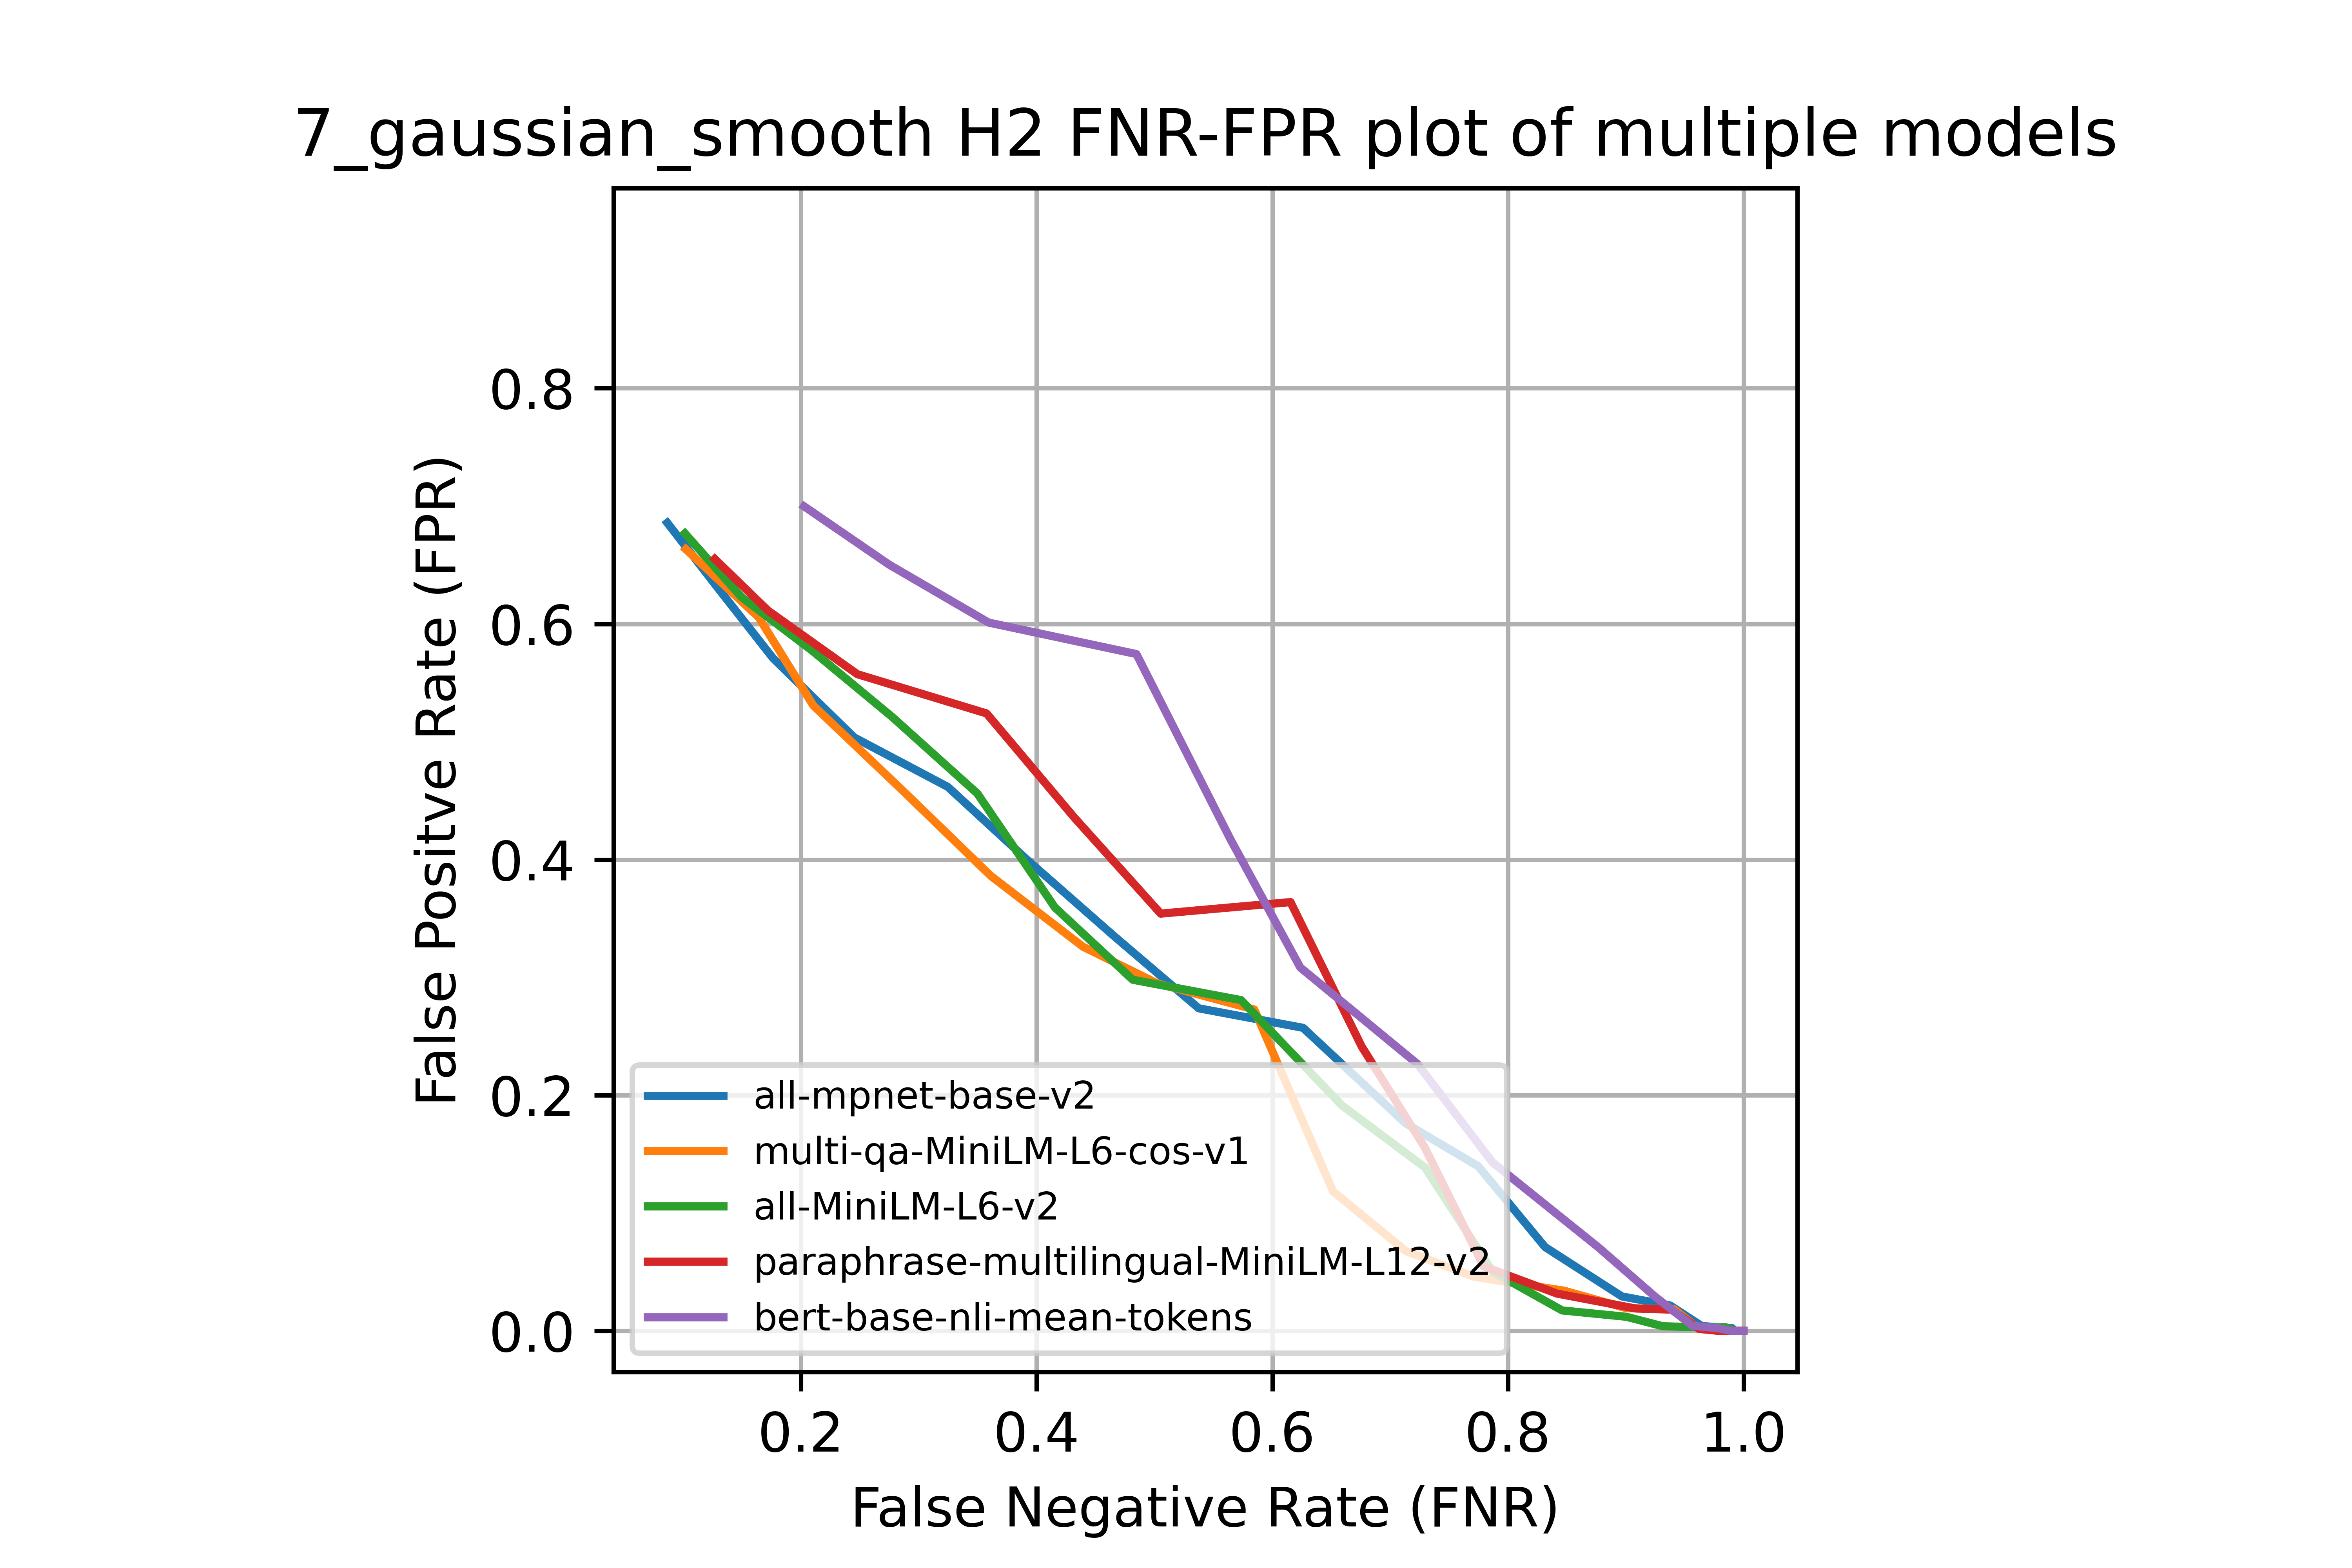 7_gaussian_smooth H2 FNR-FPR plot of multiple models
False Positve Rate (FPR)
0.8
0.6
0.4
0.2
0.0
all-mpnet-base-v2
multi-qa-MiniLM-L6-cos-v1
all-MiniLM-L6-v2
paraphrase-multilingual-MiniLM-L12-v2
bert-base-nli-mean-tokens
0.2 0.4 0.6 0.8 1.0
False Negative Rate (FNR)